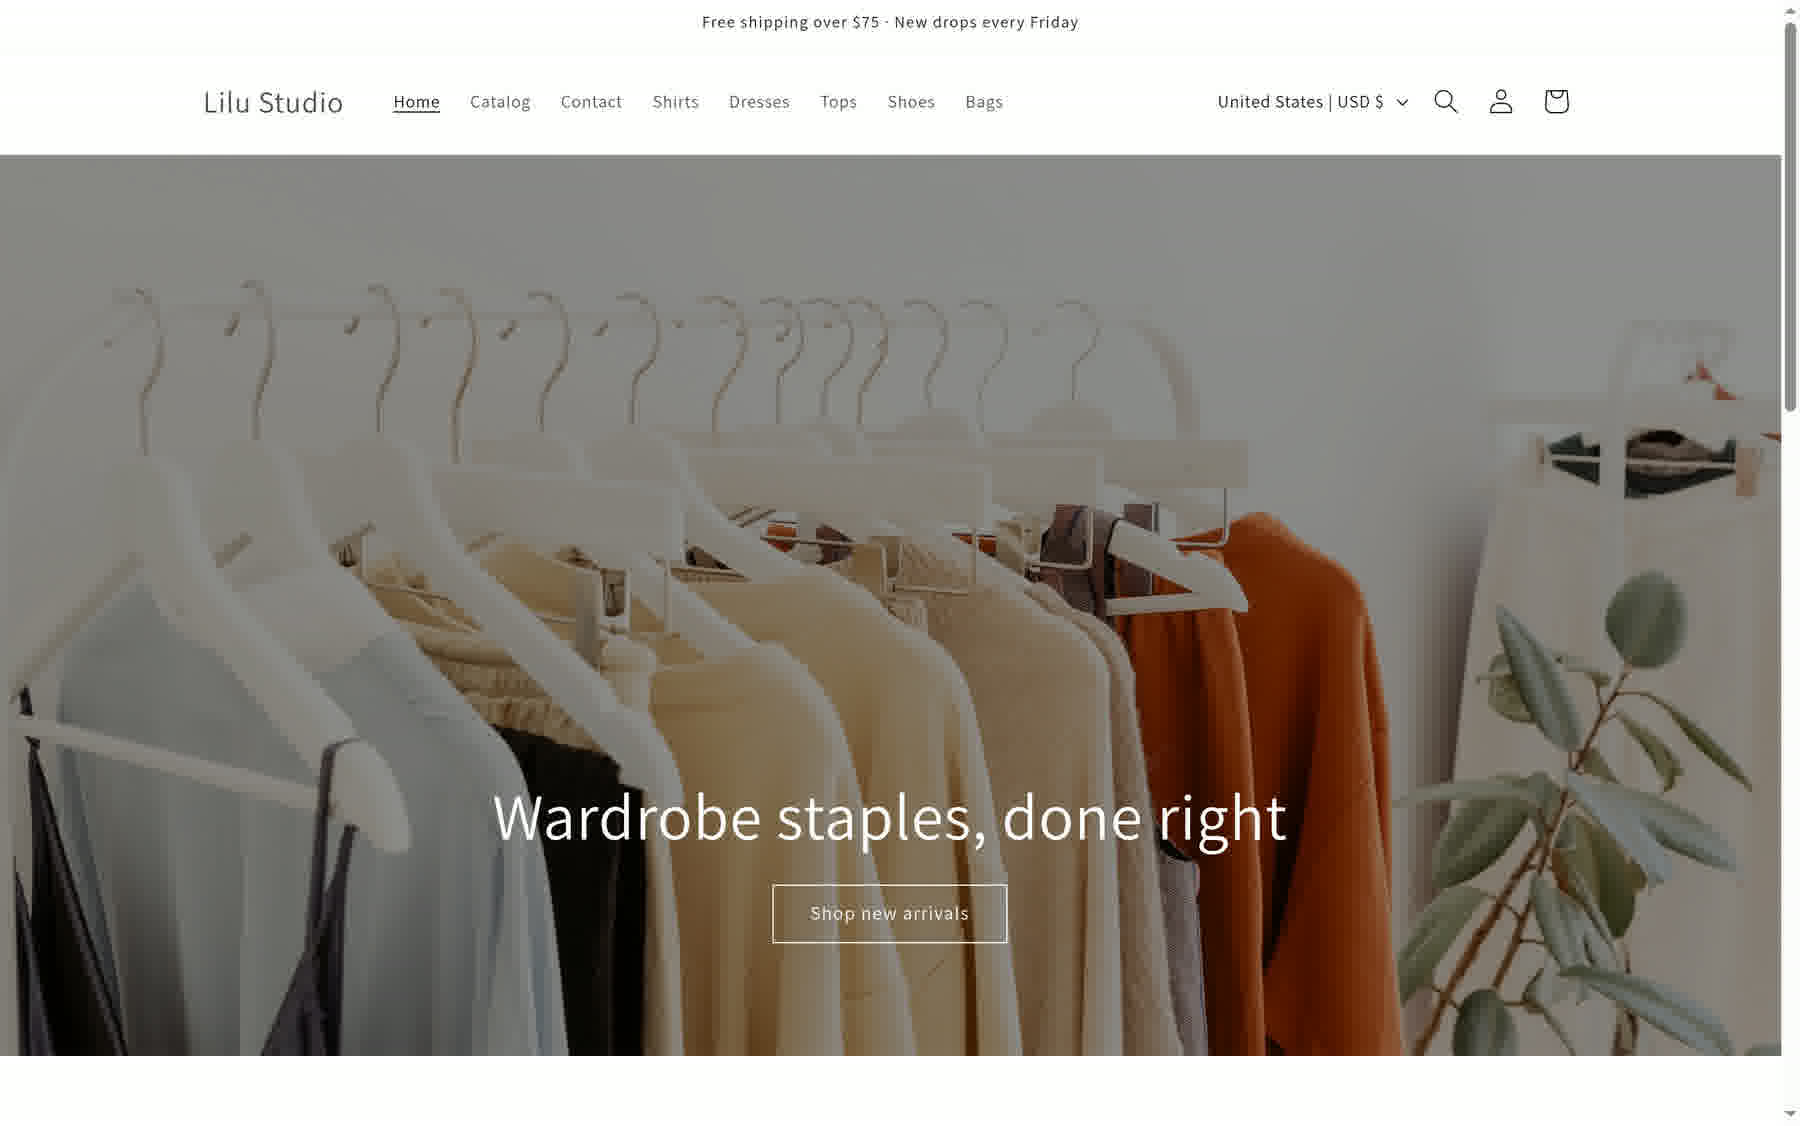 Free shipping over $75 · New drops every Friday
Lilu Studio
Home
Catalog
Contact
Shirts
Dresses
Tops
Shoes
Bags
United States | USD $
Wardrobe staples, done right
Shop new arrivals